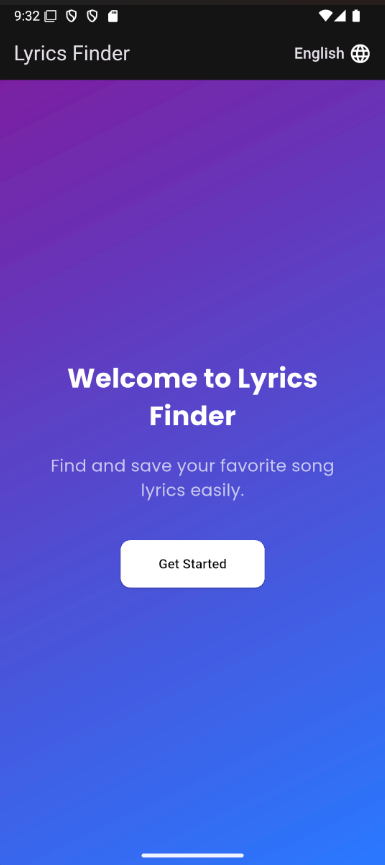 9:32
Lyrics Finder
English
Welcome to Lyrics
Finder
Find and save your favorite song
lyrics easily.
Get Started